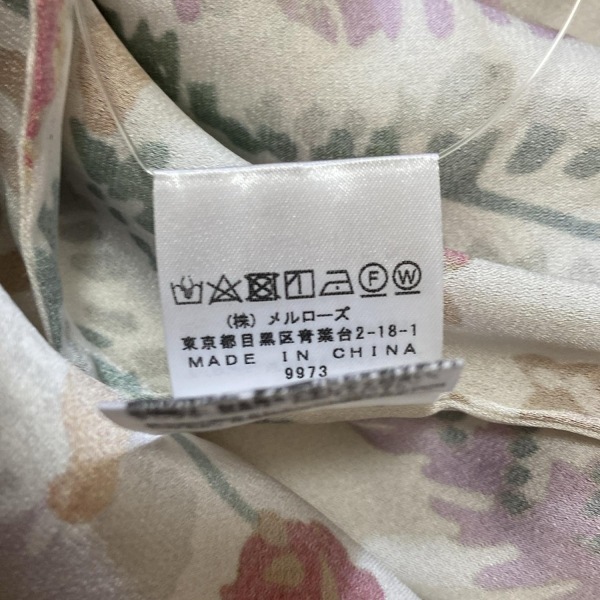 F W
(株) メルローズ
東京都目黒区青葉台2-18-1
MADE IN CHINA
9973